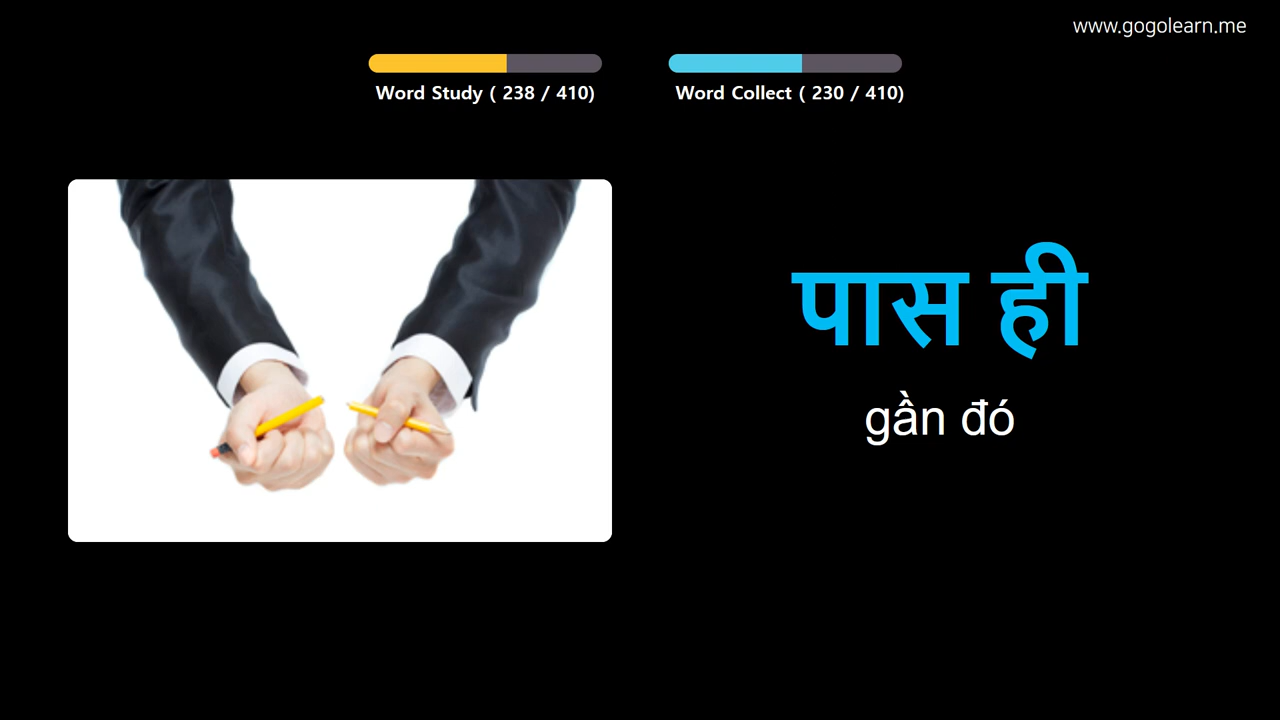 www.gogolearn.me
Word Study ( 238 / 410)
Word Collect ( 230 / 410)
पास ही
gần đó